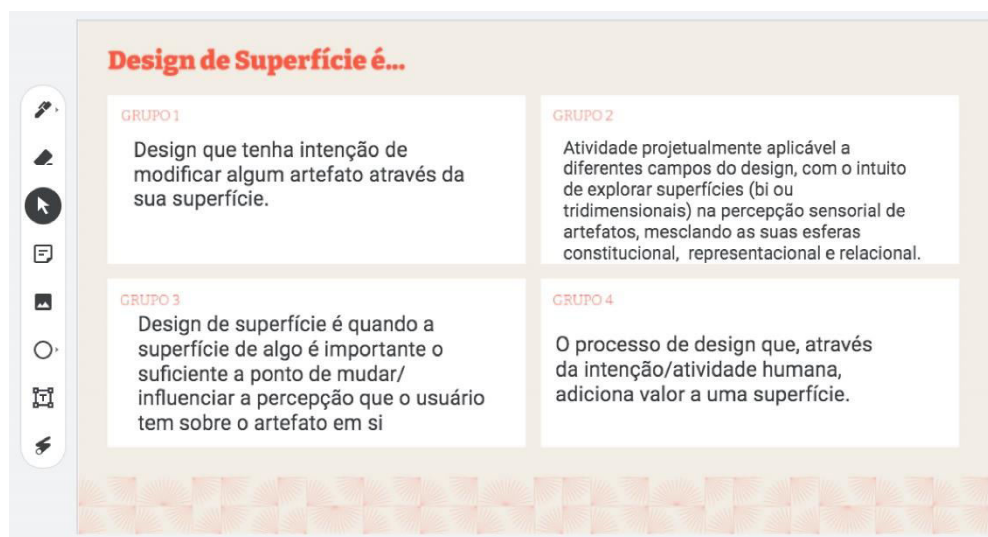 Design de Superfície é...
GRUPO 1
Design que tenha intenção de
modificar algum artefato através da
sua superfície.
GRUPO 2
Atividade projetualmente aplicável a
diferentes campos do design, com o intuito
de explorar superfícies (bi ou
tridimensionais) na percepção sensorial de
artefatos, mesclando as suas esferas
constitucional, representacional e relacional.
GRUPO 3
Design de superfície é quando a
superfície de algo é importante o
suficiente a ponto de mudar/
influenciar a percepção que o usuário
tem sobre o artefato em si
GRUPO 4
O processo de design que, através
da intenção/atividade humana,
adiciona valor a uma superfície.